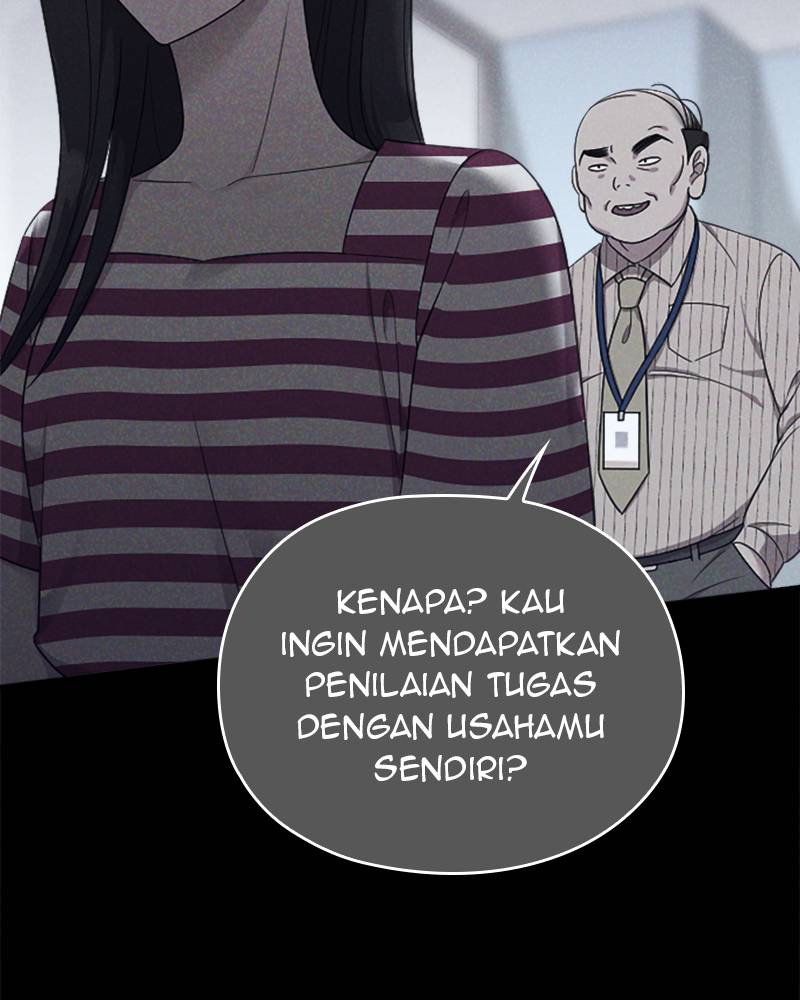 KENAPA? KAU
INGIN MENDAPATKAN
PENILAIAN TUGAS
DENGAN USAHAMU
SENDIRI?